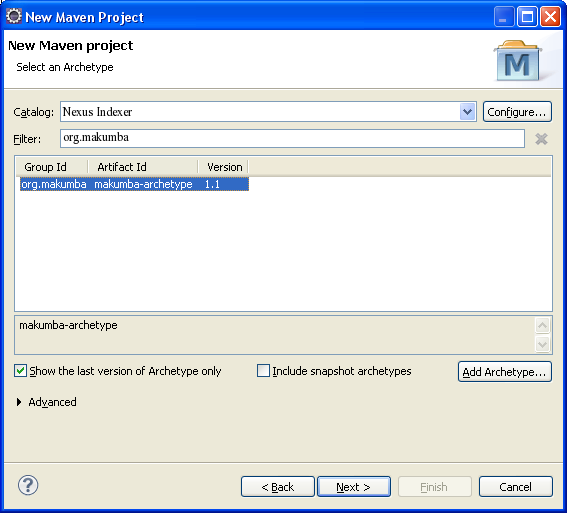 New Maven Project
New Maven project
Select an Archetype
M
Catalog: Nexus Indexer Configure...
Filter: org.makumba
Group Id Artifact Id Version
org.makumba makumba-archetype 1.1
makumba-archetype
Show the last version of Archetype only Include snapshot archetypes Add Archetype...
Advanced
? < Back Next > Finish Cancel